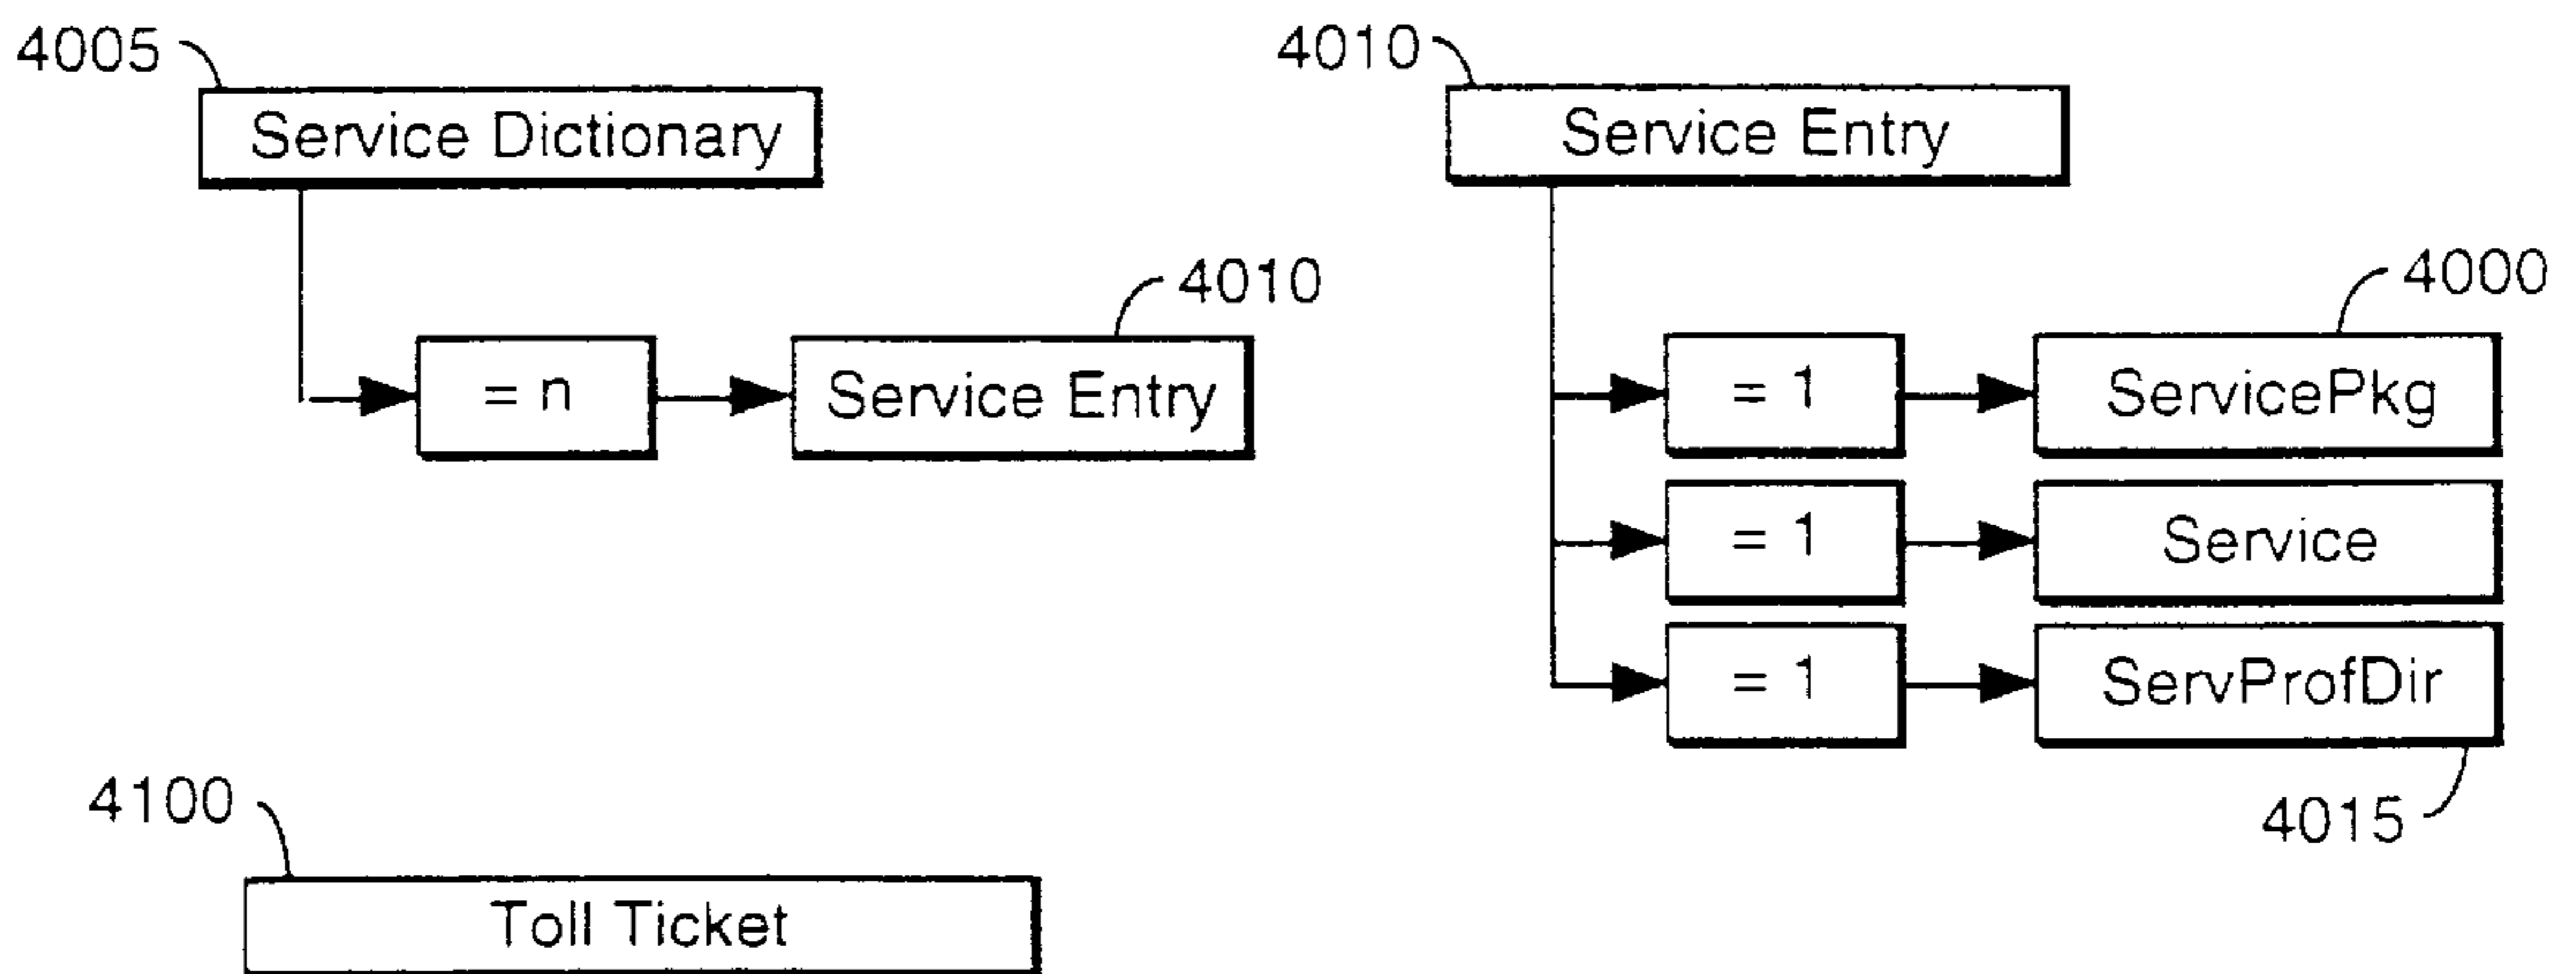 4005
Service Dictionary
4010
= n
Service Entry
4010
Service Entry
4000
= 1
ServicePkg
= 1
Service
= 1
ServProfDir
4015
4100
Toll Ticket